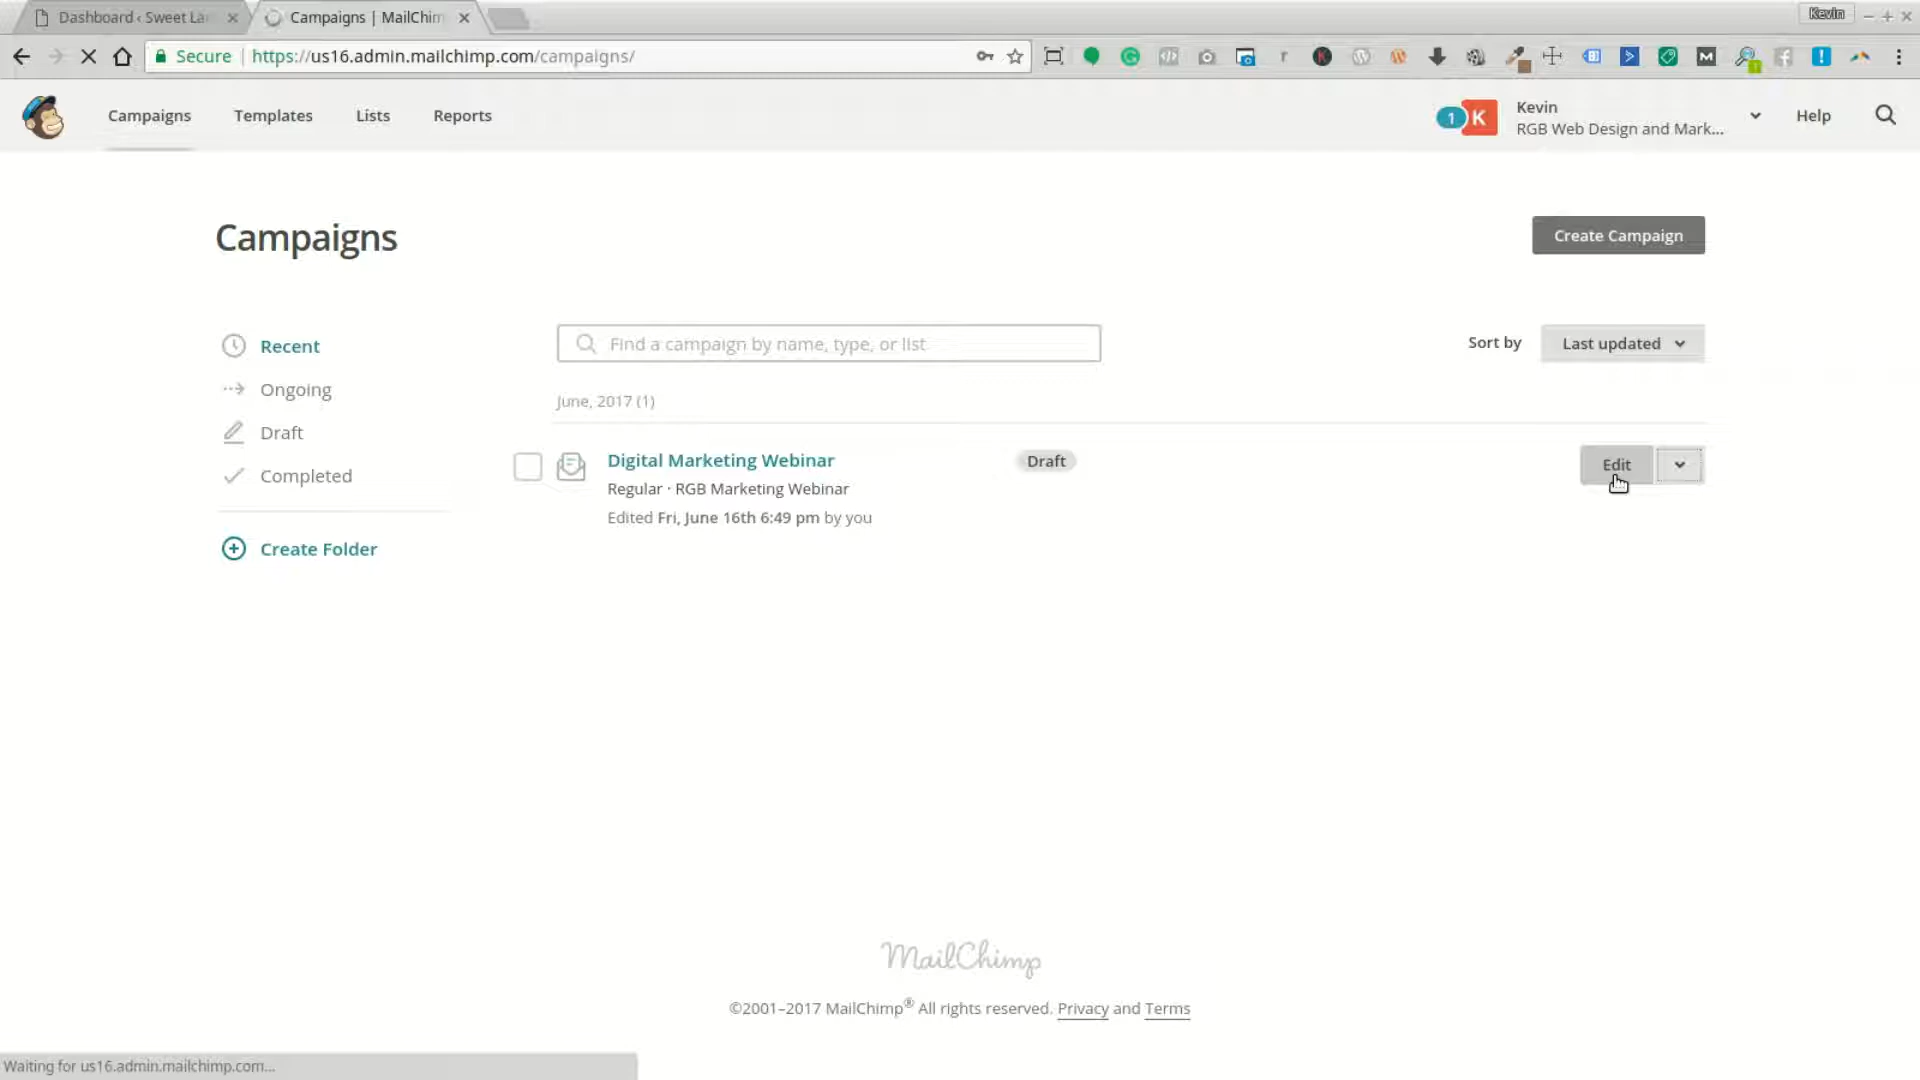 Dashboard ‹ Sweet La
Campaigns | MailChim
Kevin
Secure https://us16.admin.mailchimp.com/campaigns/
Campaigns Templates Lists Reports
1 K Kevin
RGB Web Design and Mark...
Help
Campaigns
Create Campaign
Recent
Ongoing
Draft
Completed
Create Folder
Find a campaign by name, type, or list
Sort by Last updated
June, 2017 (1)
Digital Marketing Webinar Draft
Regular · RGB Marketing Webinar
Edited Fri, June 16th 6:49 pm by you
Edit
MailChimp
©2001–2017 MailChimp® All rights reserved. Privacy and Terms
Waiting for us16.admin.mailchimp.com...